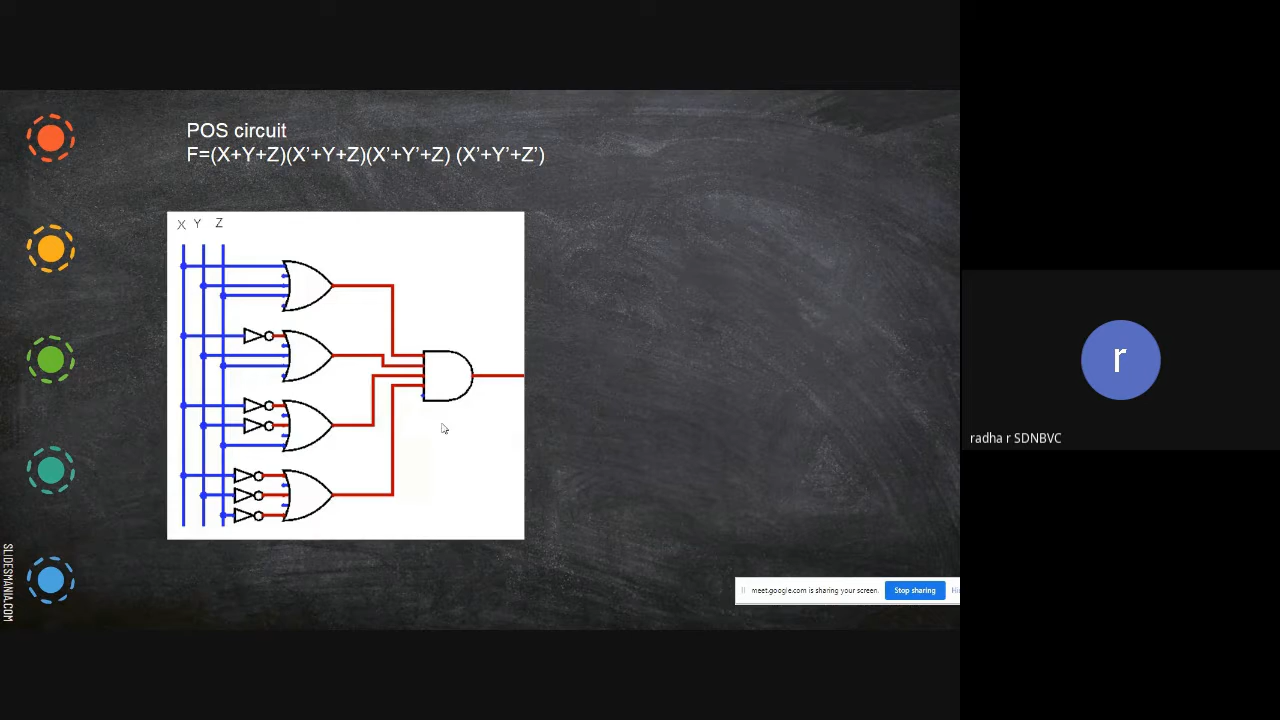 POS circuit
F=(X+Y+Z)(X’+Y+Z)(X’+Y’+Z) (X’+Y’+Z’)
X Y Z
SLIDESMANIA.COM
meet.google.com is sharing your screen.
Stop sharing
r
radha r SDNBVC